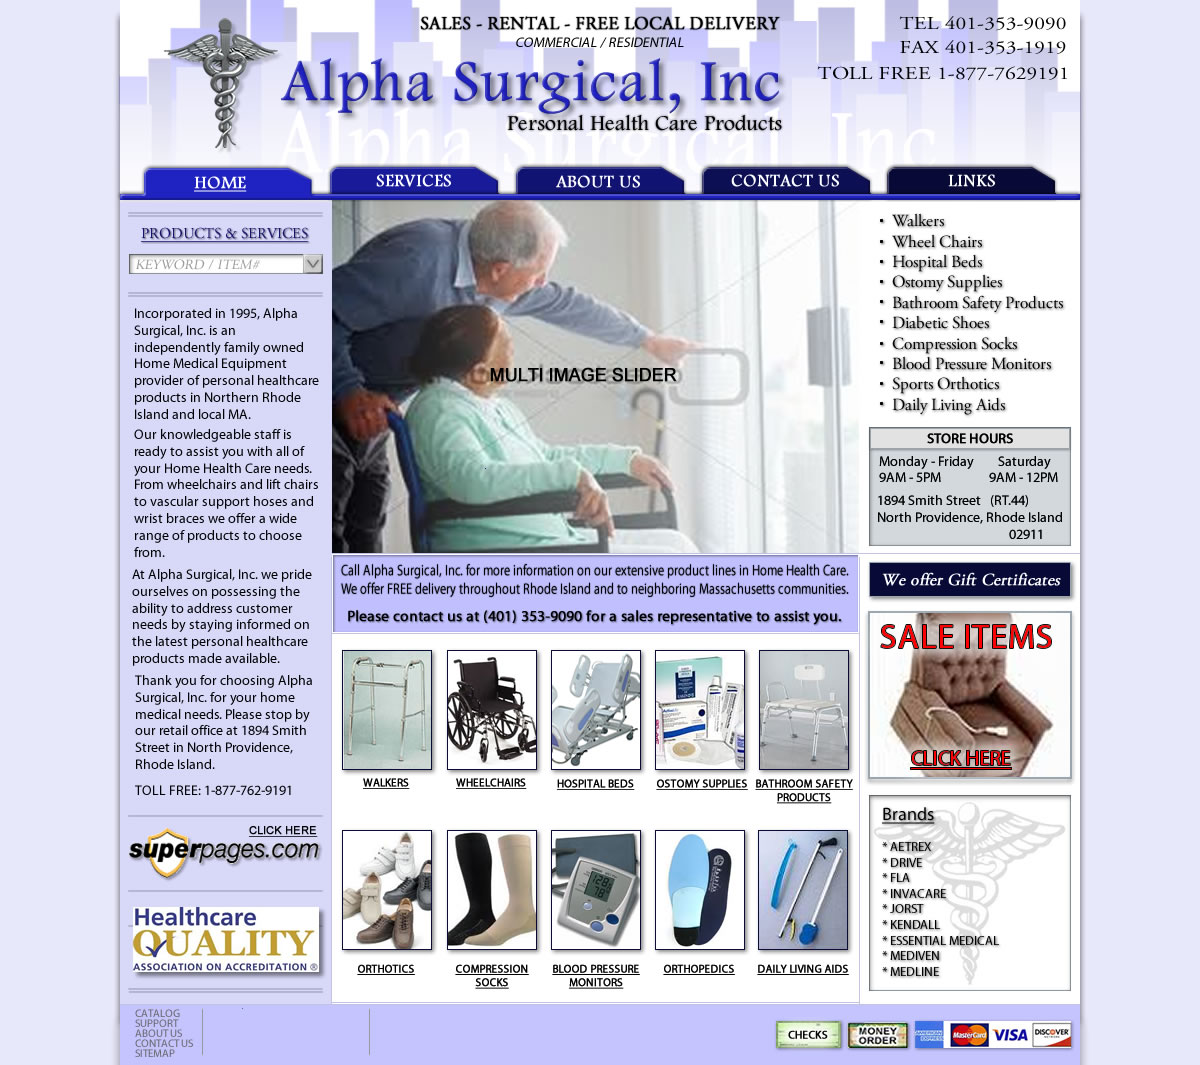 SALES - RENTAL - FREE LOCAL DELIVERY
COMMERCIAL / RESIDENTIAL
Alpha Surgical, Inc
Personal Health Care Products
Alpha Surgical, Inc
TEL 401-353-9090
FAX 401-353-1919
TOLL FREE 1-877-7629191
HOME
SERVICES
ABOUT US
CONTACT US
LINKS
PRODUCTS & SERVICES
KEYWORD / ITEM#
Incorporated in 1995, Alpha
Surgical, Inc. is an
independently family owned
Home Medical Equipment
provider of personal healthcare
products in Northern Rhode
Island and local MA.
Our knowledgeable staff is
ready to assist you with all of
your Home Health Care needs.
From wheelchairs and lift chairs
to vascular support hoses and
wrist braces we offer a wide
range of products to choose
from.
At Alpha Surgical, Inc. we pride
ourselves on possessing the
ability to address customer
needs by staying informed on
the latest personal healthcare
products made available.
Thank you for choosing Alpha
Surgical, Inc. for your home
medical needs. Please stop by
our retail office at 1894 Smith
Street in North Providence,
Rhode Island.
TOLL FREE: 1-877-762-9191
CLICK HERE
superpages.com
Healthcare
QUALITY
ASSOCIATION ON ACCREDITATION ®
MULTI IMAGE SLIDER
Call Alpha Surgical, Inc. for more information on our extensive product lines in Home Health Care.
We offer FREE delivery throughout Rhode Island and to neighboring Massachusetts communities.
Please contact us at (401) 353-9090 for a sales representative to assist you.
WALKERS
WHEELCHAIRS
HOSPITAL BEDS
OSTOMY SUPPLIES
BATHROOM SAFETY
PRODUCTS
ORTHOTICS
COMPRESSION
SOCKS
BLOOD PRESSURE
MONITORS
ORTHOPEDICS
DAILY LIVING AIDS
Walkers
Wheel Chairs
Hospital Beds
Ostomy Supplies
Bathroom Safety Products
Diabetic Shoes
Compression Socks
Blood Pressure Monitors
Sports Orthotics
Daily Living Aids
STORE HOURS
Monday - Friday Saturday
9AM - 5PM 9AM - 12PM
1894 Smith Street (RT.44)
North Providence, Rhode Island
02911
We offer Gift Certificates
SALE ITEMS
CLICK HERE
Brands
* AETREX
* DRIVE
* FLA
* INVACARE
* JORST
* KENDALL
* ESSENTIAL MEDICAL
* MEDIVEN
* MEDLINE
CATALOG
SUPPORT
ABOUT US
CONTACT US
SITEMAP
CHECKS
MONEY
ORDER
AMERICAN
EXPRESS
MasterCard
VISA
DISCOVER